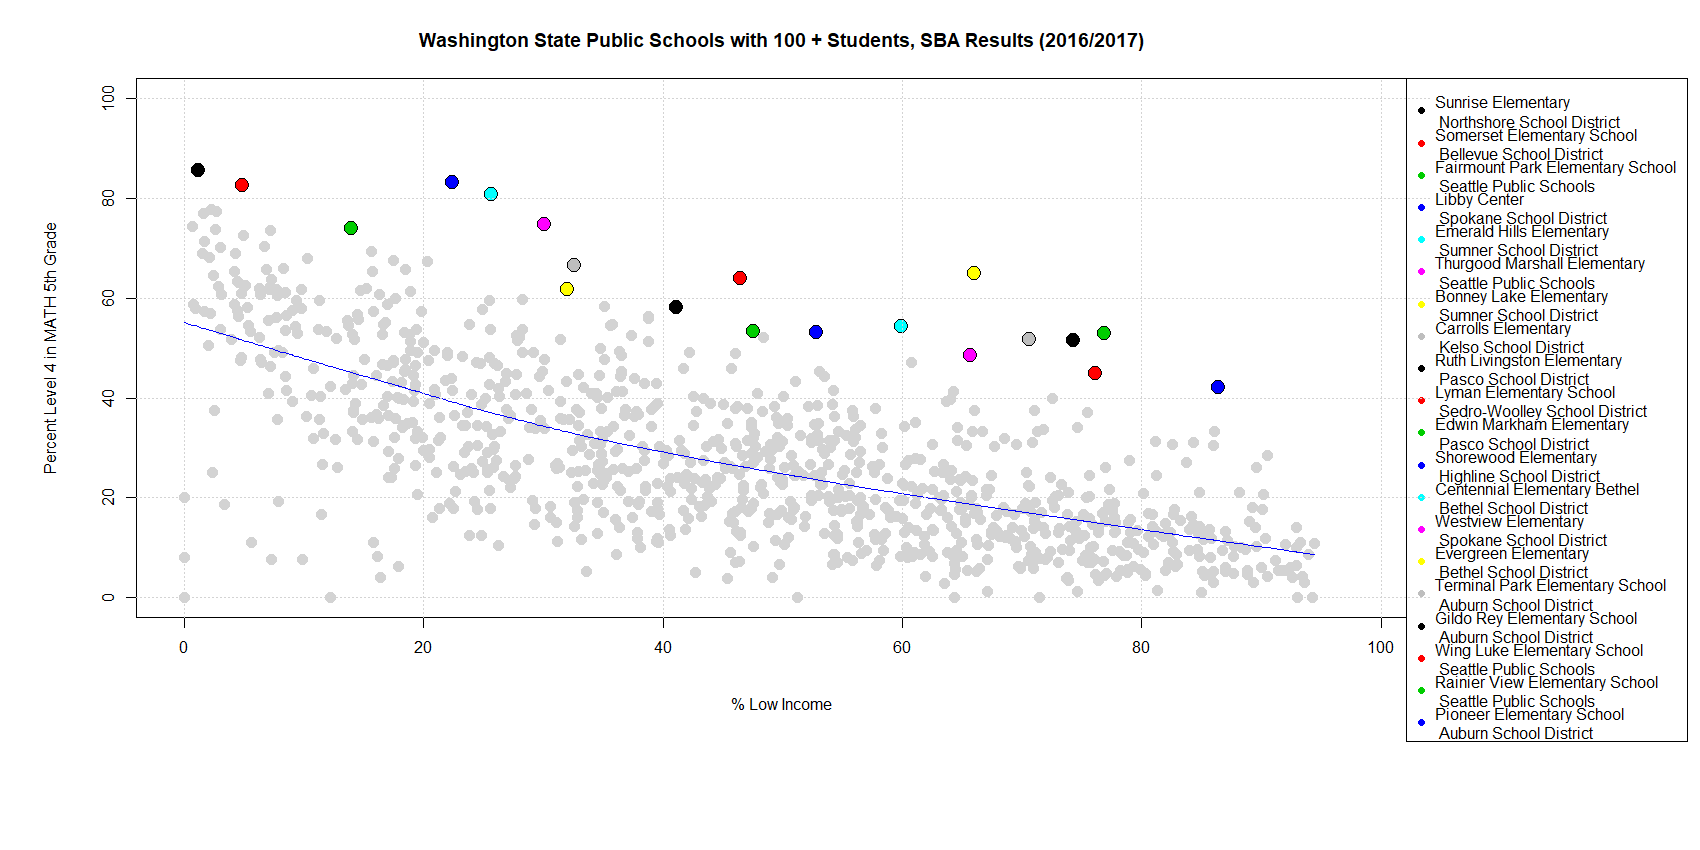 Washington State Public Schools with 100 + Students, SBA Results (2016/2017)
Percent Level 4 in MATH 5th Grade
100
80
60
40
20
0
0 20 40 60 80 100
% Low Income
Sunrise Elementary
Northshore School District
Somerset Elementary School
Bellevue School District
Fairmount Park Elementary School
Seattle Public Schools
Libby Center
Spokane School District
Emerald Hills Elementary
Sumner School District
Thurgood Marshall Elementary
Seattle Public Schools
Bonney Lake Elementary
Sumner School District
Carrolls Elementary
Kelso School District
Ruth Livingston Elementary
Pasco School District
Lyman Elementary School
Sedro-Woolley School District
Edwin Markham Elementary
Pasco School District
Shorewood Elementary
Highline School District
Centennial Elementary Bethel
Bethel School District
Westview Elementary
Spokane School District
Evergreen Elementary
Bethel School District
Terminal Park Elementary School
Auburn School District
Gildo Rey Elementary School
Auburn School District
Wing Luke Elementary School
Seattle Public Schools
Rainier View Elementary School
Seattle Public Schools
Pioneer Elementary School
Auburn School District